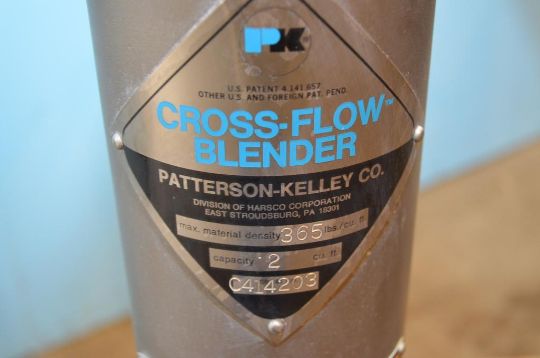 PK
U.S. PATENT 4 141 657
OTHER U.S. AND FOREIGN PAT. PEND.
CROSS-FLOW™
BLENDER
PATTERSON-KELLEY CO.
DIVISION OF HARSCO CORPORATION
EAST STROUDSBURG, PA 18301
max. material density 365 lbs./cu. ft.
capacity 2 cu. ft.
C414203